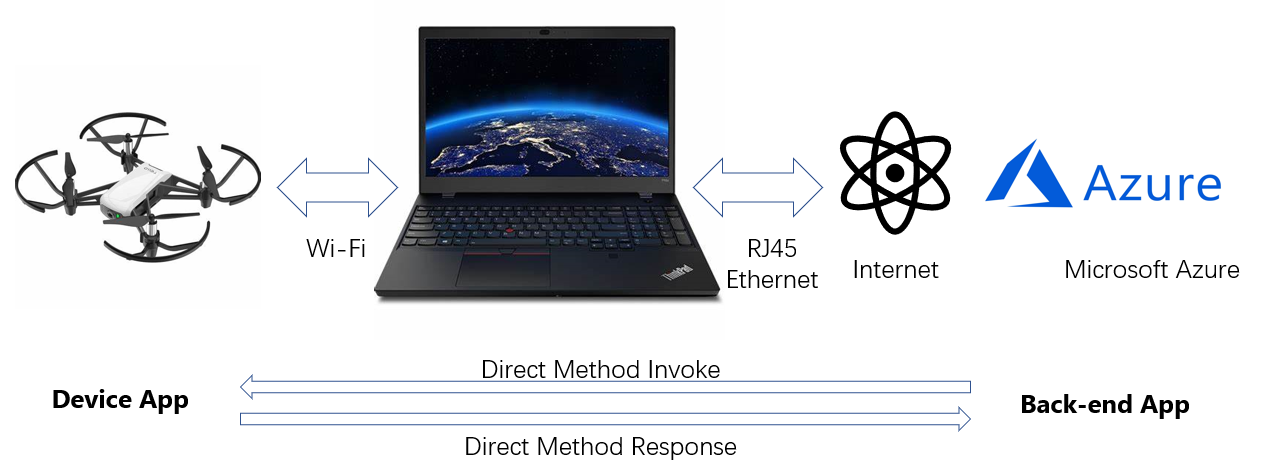 Azure
Wi-Fi
RJ45
Ethernet
Internet
Microsoft Azure
ThinkPad
Direct Method Invoke
Device App
Back-end App
Direct Method Response